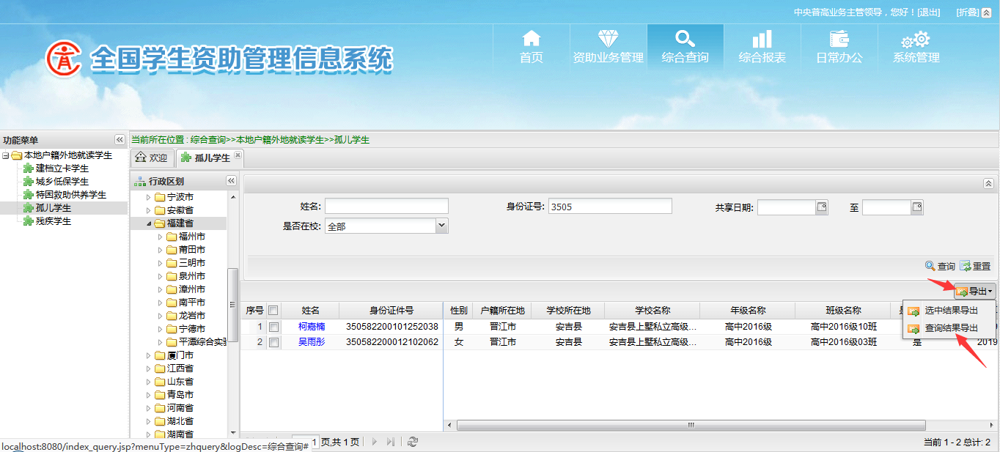 中央普高业务主管领导，您好！[退出] [折叠]
全国学生资助管理信息系统
首页 资助业务管理 综合查询 综合报表 日常办公 系统管理
功能菜单
当前所在位置：综合查询>>本地户籍外地就读学生>>孤儿学生
本地户籍外地就读学生
建档立卡学生
城乡低保学生
特困救助供养学生
孤儿学生
残疾学生
欢迎 孤儿学生
行政区划
宁波市
安徽省
福建省
福州市
莆田市
三明市
泉州市
漳州市
南平市
龙岩市
宁德市
平潭综合实
厦门市
江西省
山东省
青岛市
河南省
湖北省
湖南省
姓名: 身份证号: 3505 共享日期: 至
是否在校: 全部
查询 重置
导出
选中结果导出
查询结果导出
序号 姓名 身份证件号 性别 户籍所在地 学校所在地 学校名称 年级名称 班级名称
1 柯嘉楠 350582200101252038 男 晋江市 安吉县 安吉县上墅私立高级... 高中2016级 高中2016级10班
2 吴雨彤 350582200012102062 女 晋江市 安吉县 安吉县上墅私立高级... 高中2016级 高中2016级03班 是 2019
localhost:8080/index_query.jsp?menuType=zhquery&logDesc=综合查询#
1 页,共 1 页
当前 1 - 2 总计: 2